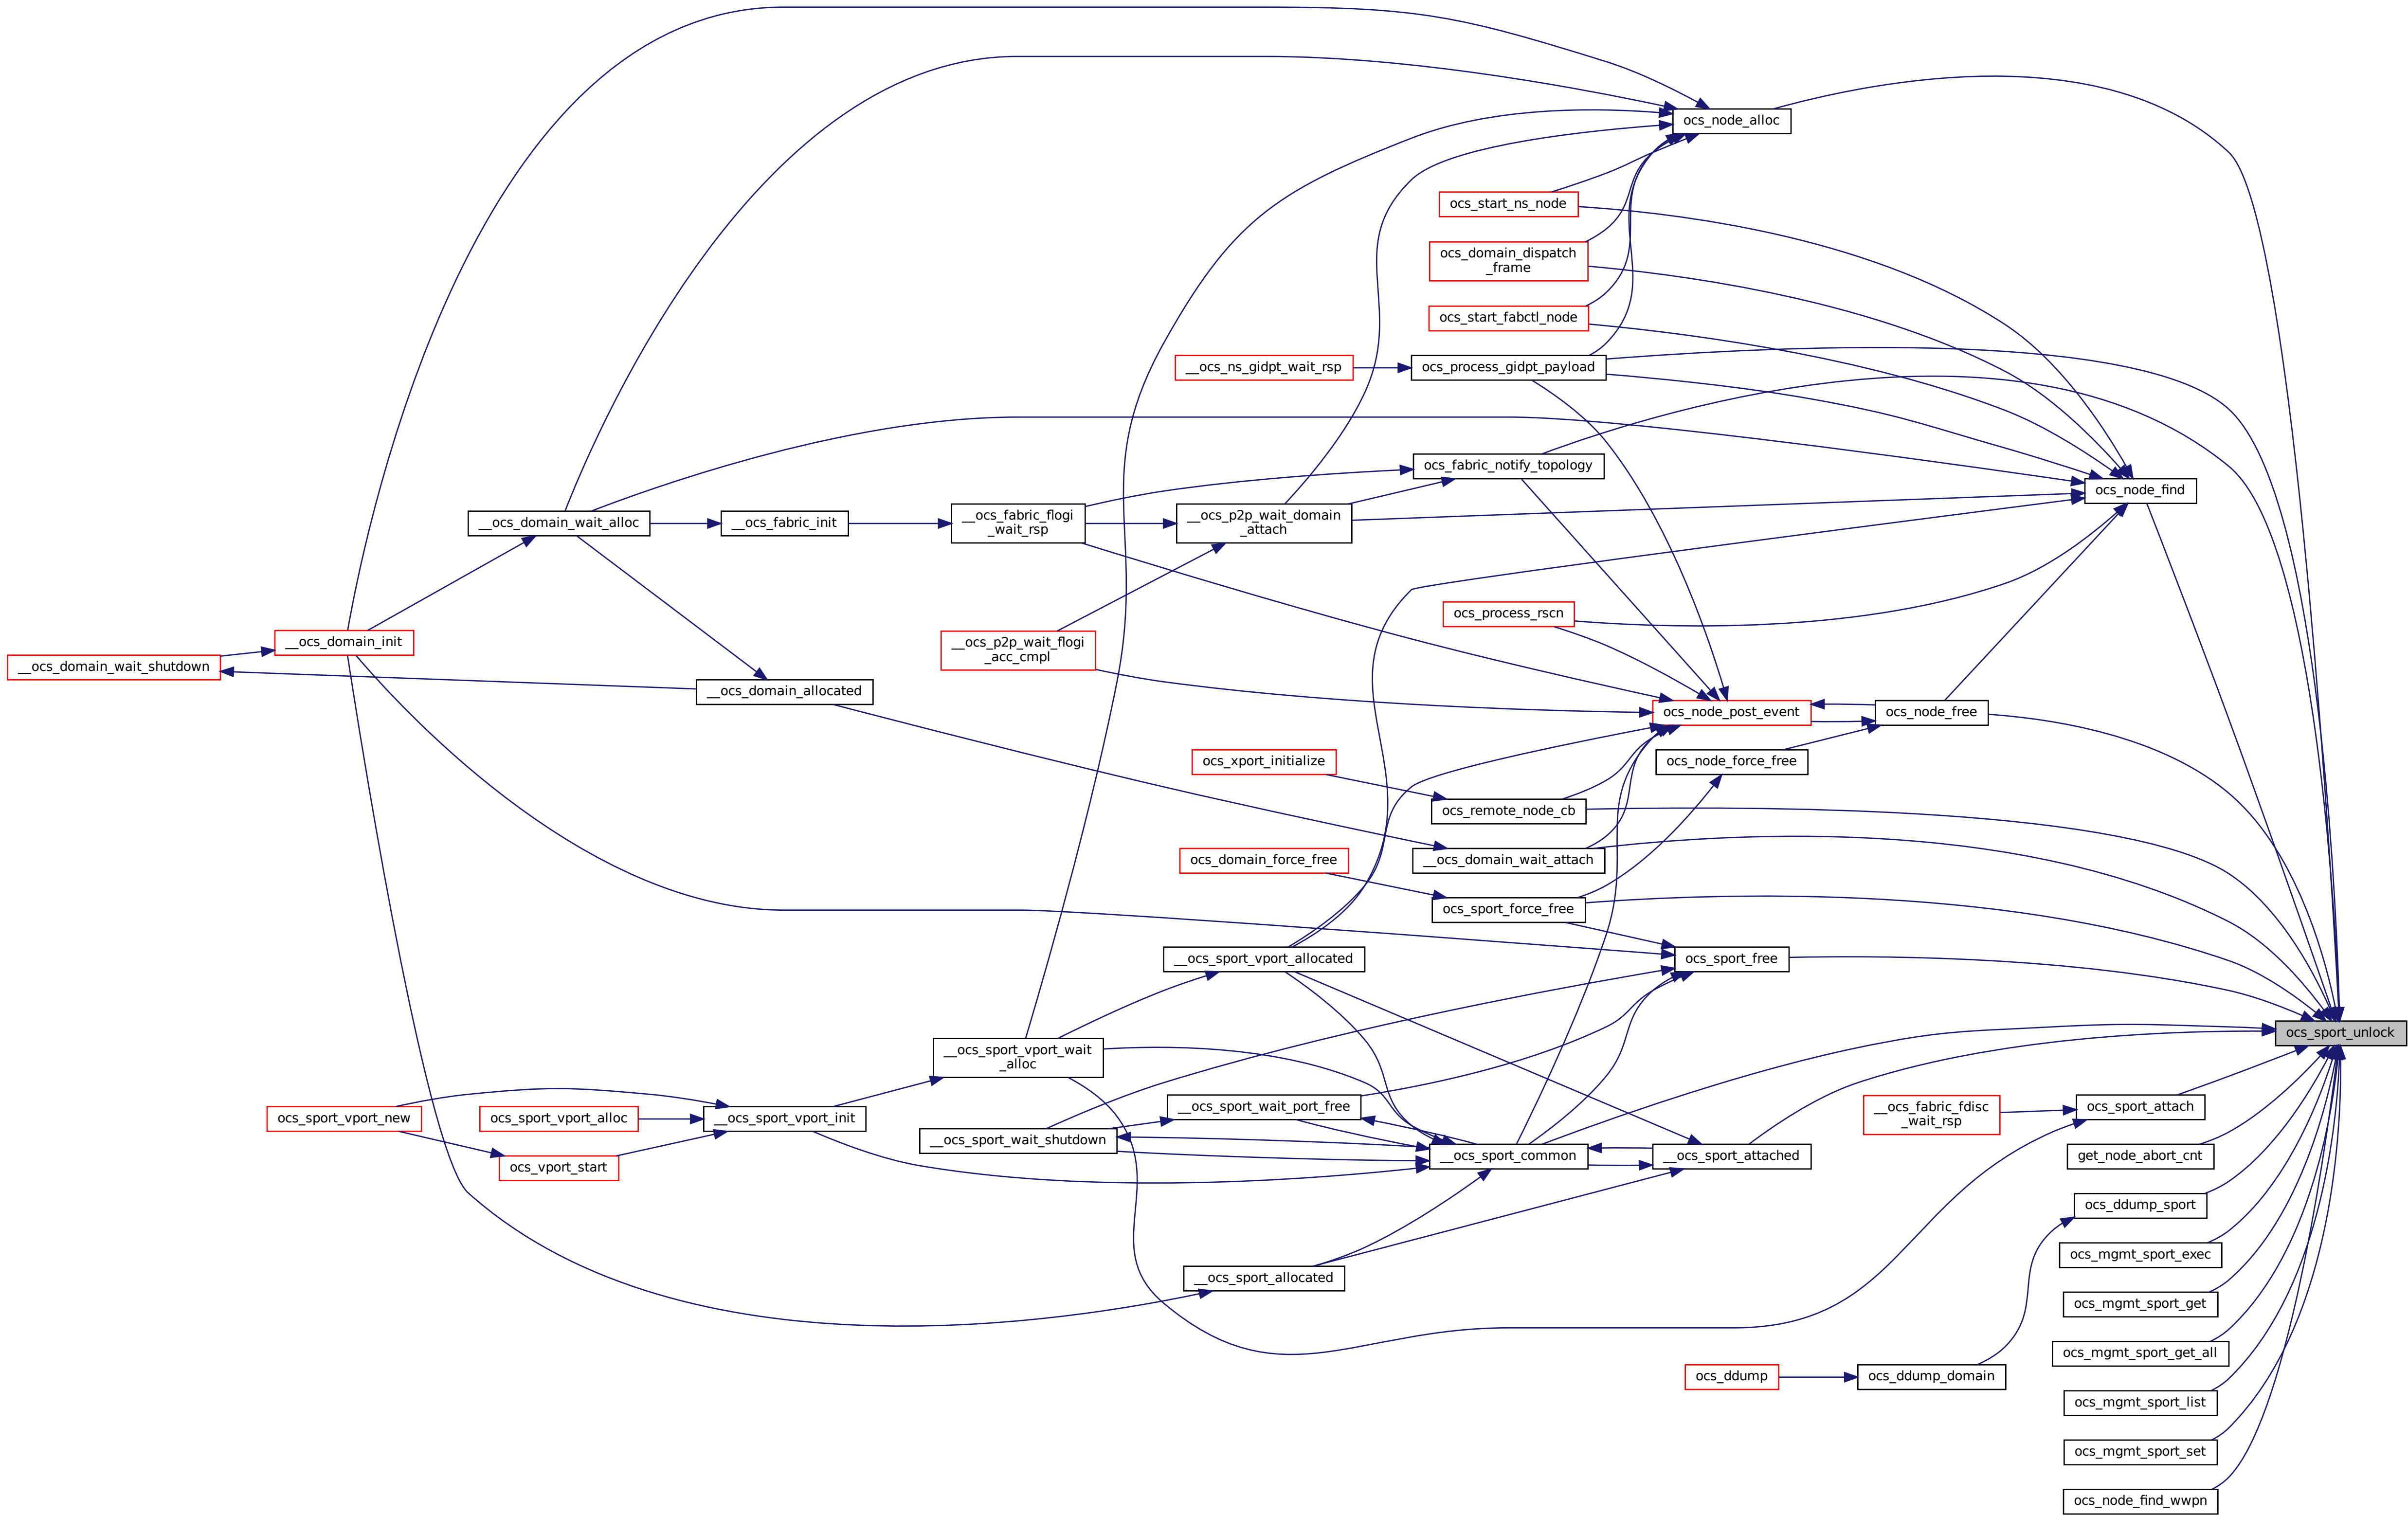 ocs_node_alloc
ocs_start_ns_node
ocs_domain_dispatch
_frame
ocs_start_fabctl_node
__ocs_ns_gidpt_wait_rsp
ocs_process_gidpt_payload
ocs_fabric_notify_topology
ocs_node_find
__ocs_domain_wait_alloc
__ocs_fabric_init
__ocs_fabric_flogi
_wait_rsp
__ocs_p2p_wait_domain
_attach
ocs_process_rscn
__ocs_domain_init
__ocs_p2p_wait_flogi
_acc_cmpl
__ocs_domain_wait_shutdown
__ocs_domain_allocated
ocs_node_post_event
ocs_node_free
ocs_xport_initialize
ocs_node_force_free
ocs_remote_node_cb
ocs_domain_force_free
__ocs_domain_wait_attach
ocs_sport_force_free
__ocs_sport_vport_allocated
ocs_sport_free
ocs_sport_unlock
__ocs_sport_vport_wait
_alloc
ocs_sport_vport_new
ocs_sport_vport_alloc
__ocs_sport_vport_init
__ocs_sport_wait_port_free
__ocs_fabric_fdisc
_wait_rsp
ocs_sport_attach
__ocs_sport_wait_shutdown
ocs_vport_start
__ocs_sport_common
__ocs_sport_attached
get_node_abort_cnt
ocs_ddump_sport
ocs_mgmt_sport_exec
__ocs_sport_allocated
ocs_mgmt_sport_get
ocs_mgmt_sport_get_all
ocs_ddump
ocs_ddump_domain
ocs_mgmt_sport_list
ocs_mgmt_sport_set
ocs_node_find_wwpn